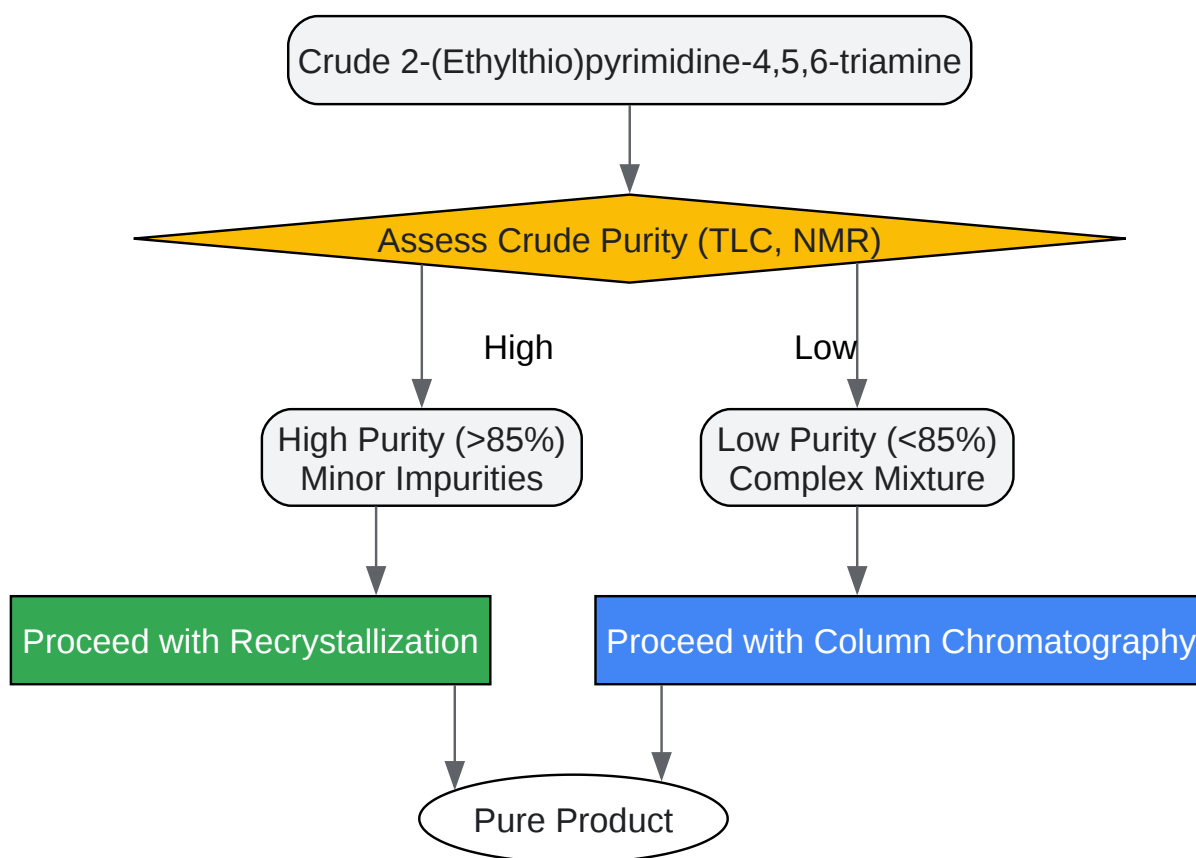 Crude 2-(Ethylthio)pyrimidine-4,5,6-triamine
Assess Crude Purity (TLC, NMR)
High
Low
High Purity (>85%)
Minor Impurities
Low Purity (<85%)
Complex Mixture
Proceed with Recrystallization
Proceed with Column Chromatography
Pure Product